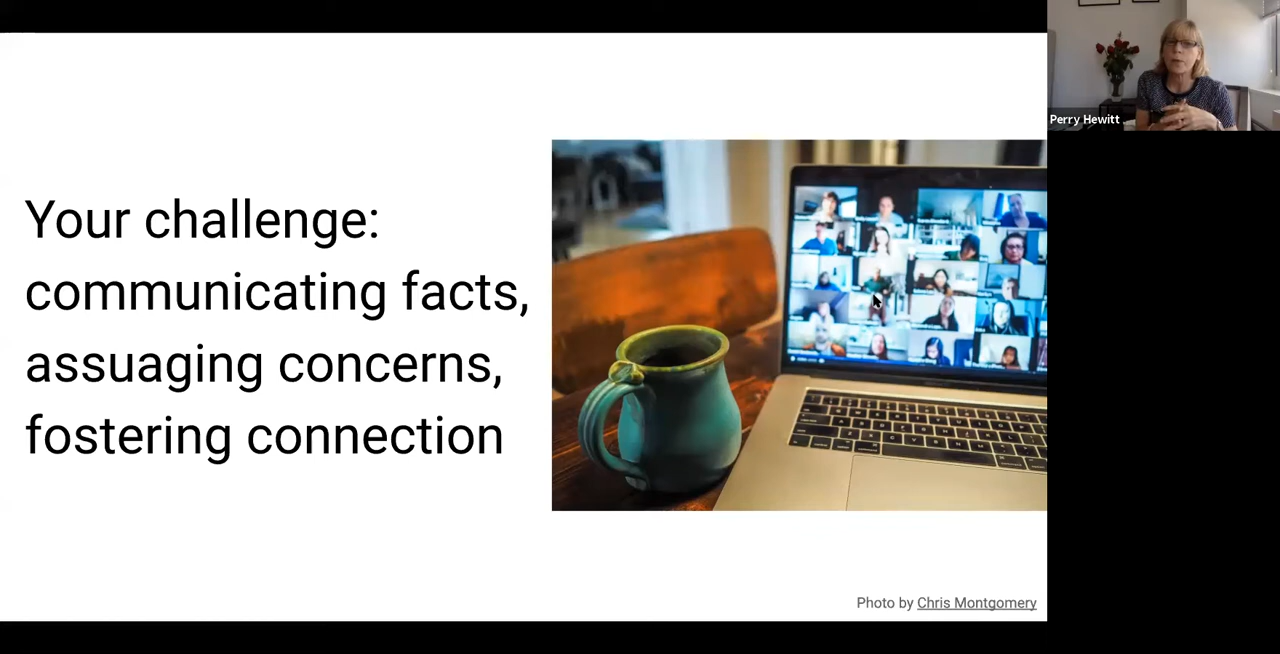 Perry Hewitt
Your challenge:
communicating facts,
assuaging concerns,
fostering connection
Photo by Chris Montgomery